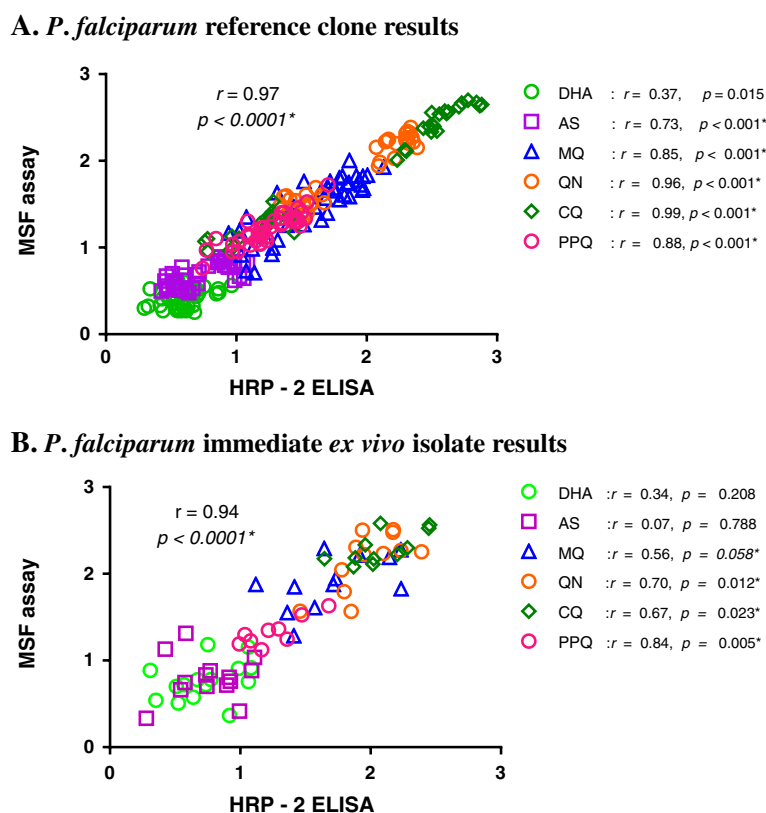 A. P. falciparum reference clone results
r = 0.97
p < 0.0001*
MSF assay
3
2
1
0
0 1 2 3
HRP - 2 ELISA
DHA : r = 0.37, p = 0.015
AS : r = 0.73, p < 0.001*
MQ : r = 0.85, p < 0.001*
QN : r = 0.96, p < 0.001*
CQ : r = 0.99, p < 0.001*
PPQ : r = 0.88, p < 0.001*
B. P. falciparum immediate ex vivo isolate results
r = 0.94
p < 0.0001*
MSF assay
3
2
1
0
0 1 2 3
HRP - 2 ELISA
DHA :r = 0.34, p = 0.208
AS :r = 0.07, p = 0.788
MQ :r = 0.56, p = 0.058*
QN :r = 0.70, p = 0.012*
CQ :r = 0.67, p = 0.023*
PPQ :r = 0.84, p = 0.005*